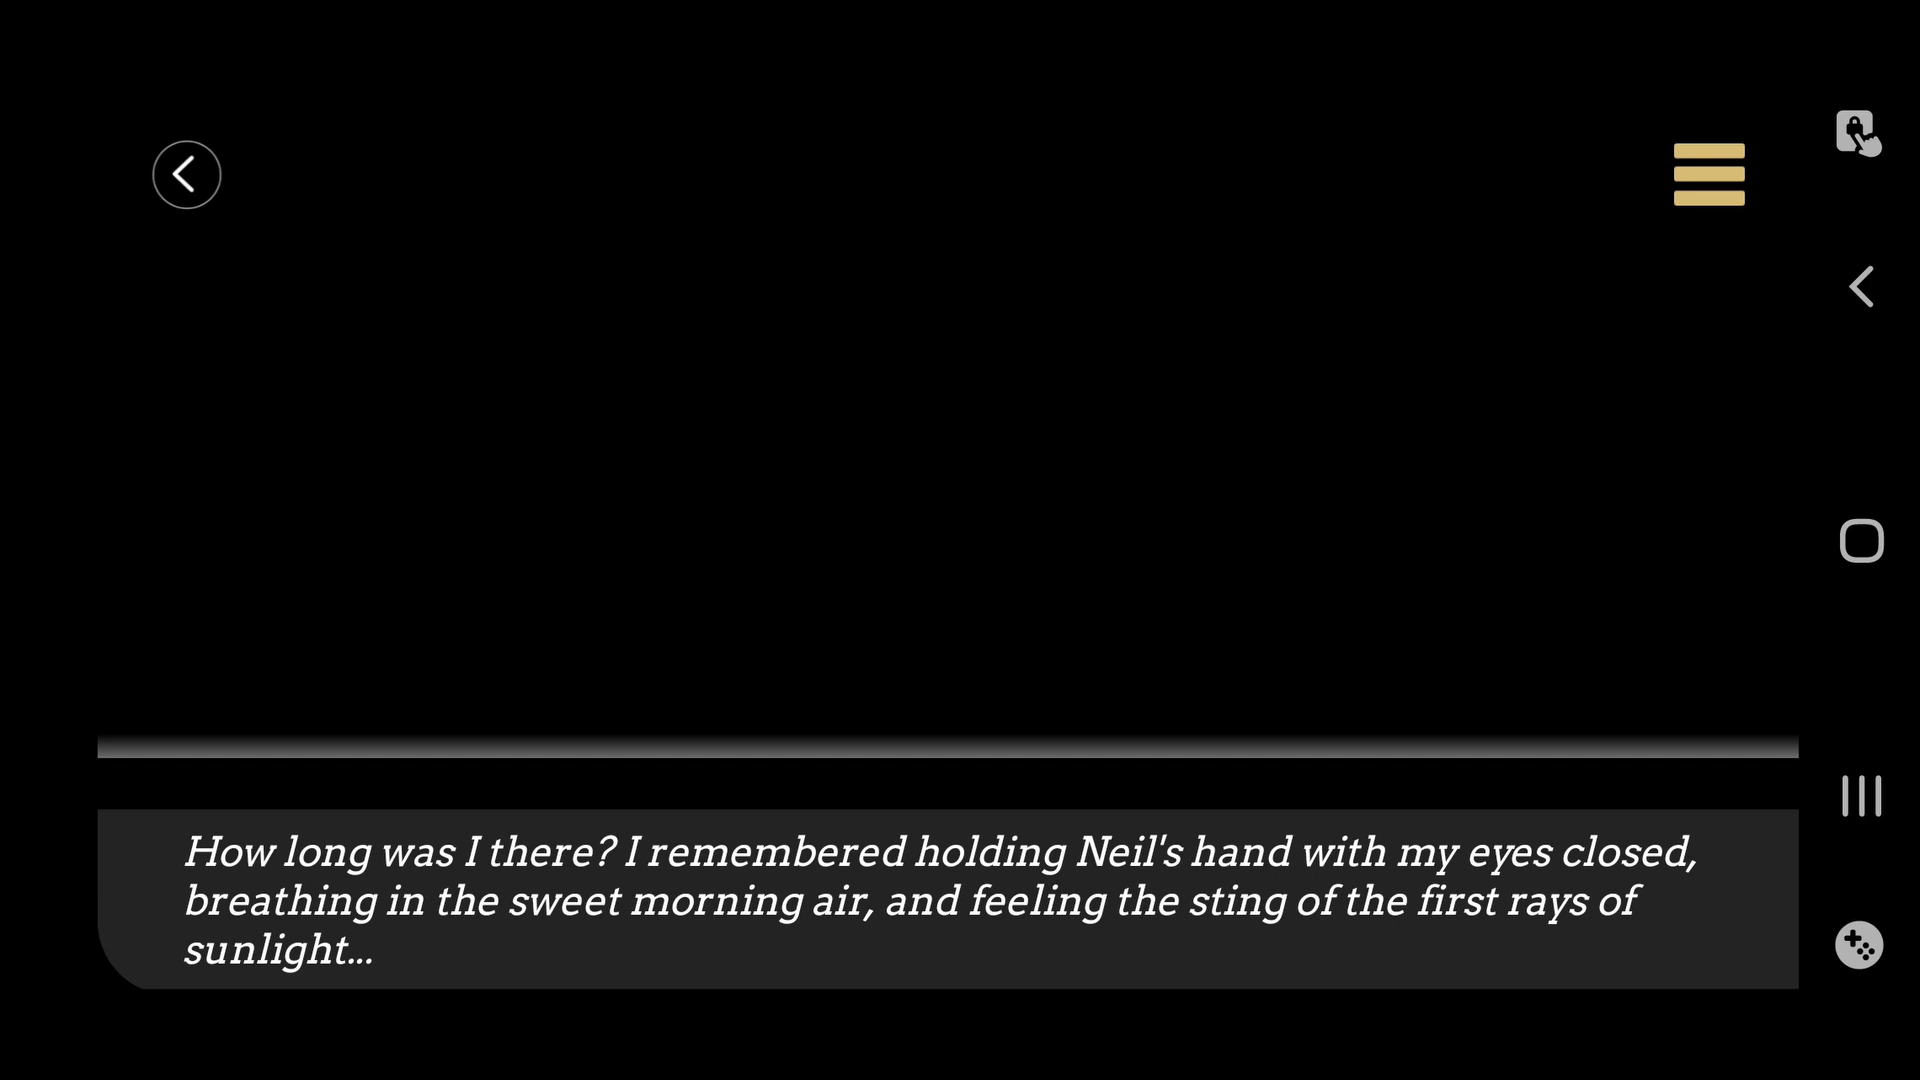 How long was I there? I remembered holding Neil's hand with my eyes closed,
breathing in the sweet morning air, and feeling the sting of the first rays of
sunlight...